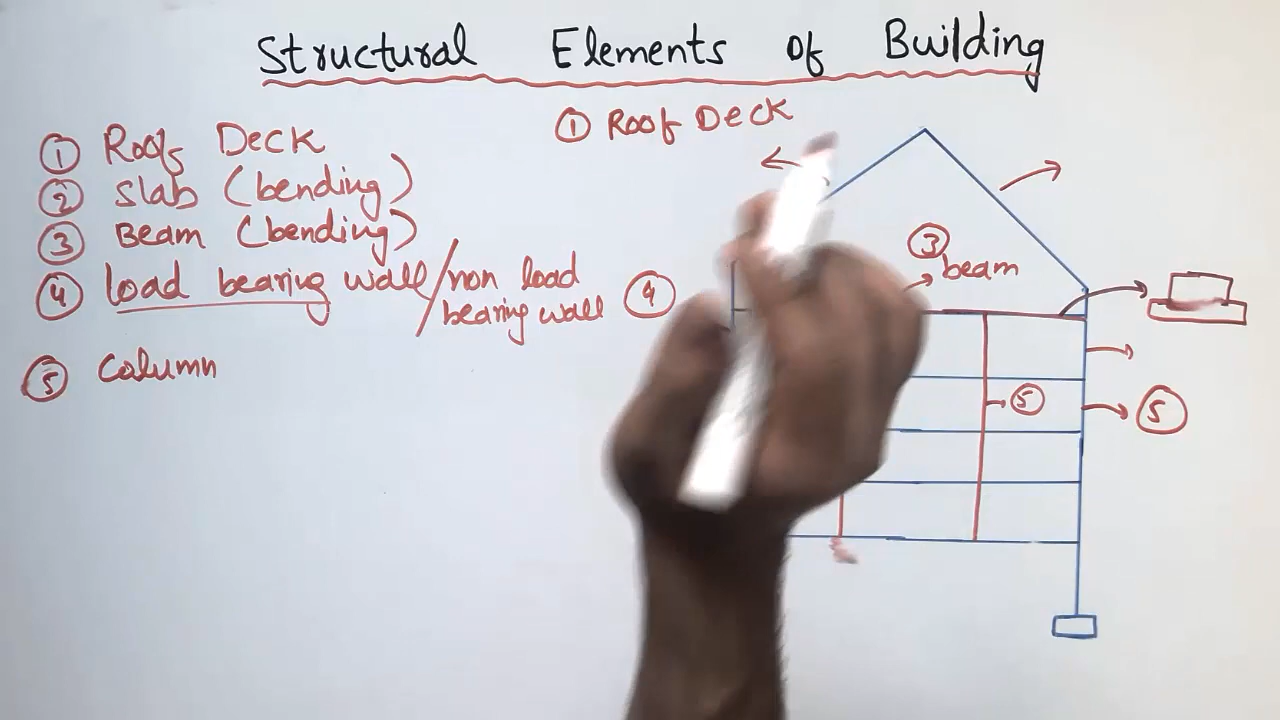 Structural Elements Of Building
① Roof Deck
② Slab (bending)
③ Beam (bending)
④ load bearing wall/non load
bearing wall
⑤ Column
① Roof Deck
③
beam
④
⑤
⑤